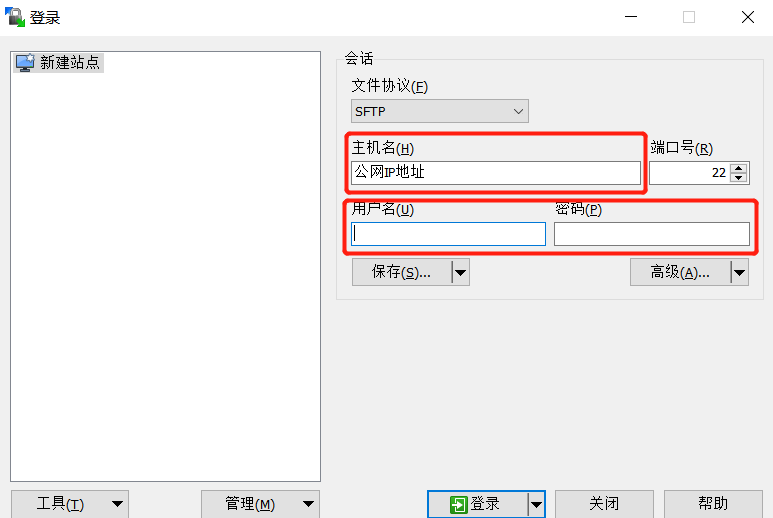 登录
新建站点
会话
文件协议(F)
SFTP
主机名(H) 端口号(R)
公网IP地址 22
用户名(U) 密码(P)
保存(S)... 高级(A)...
工具(T) 管理(M) 登录 关闭 帮助